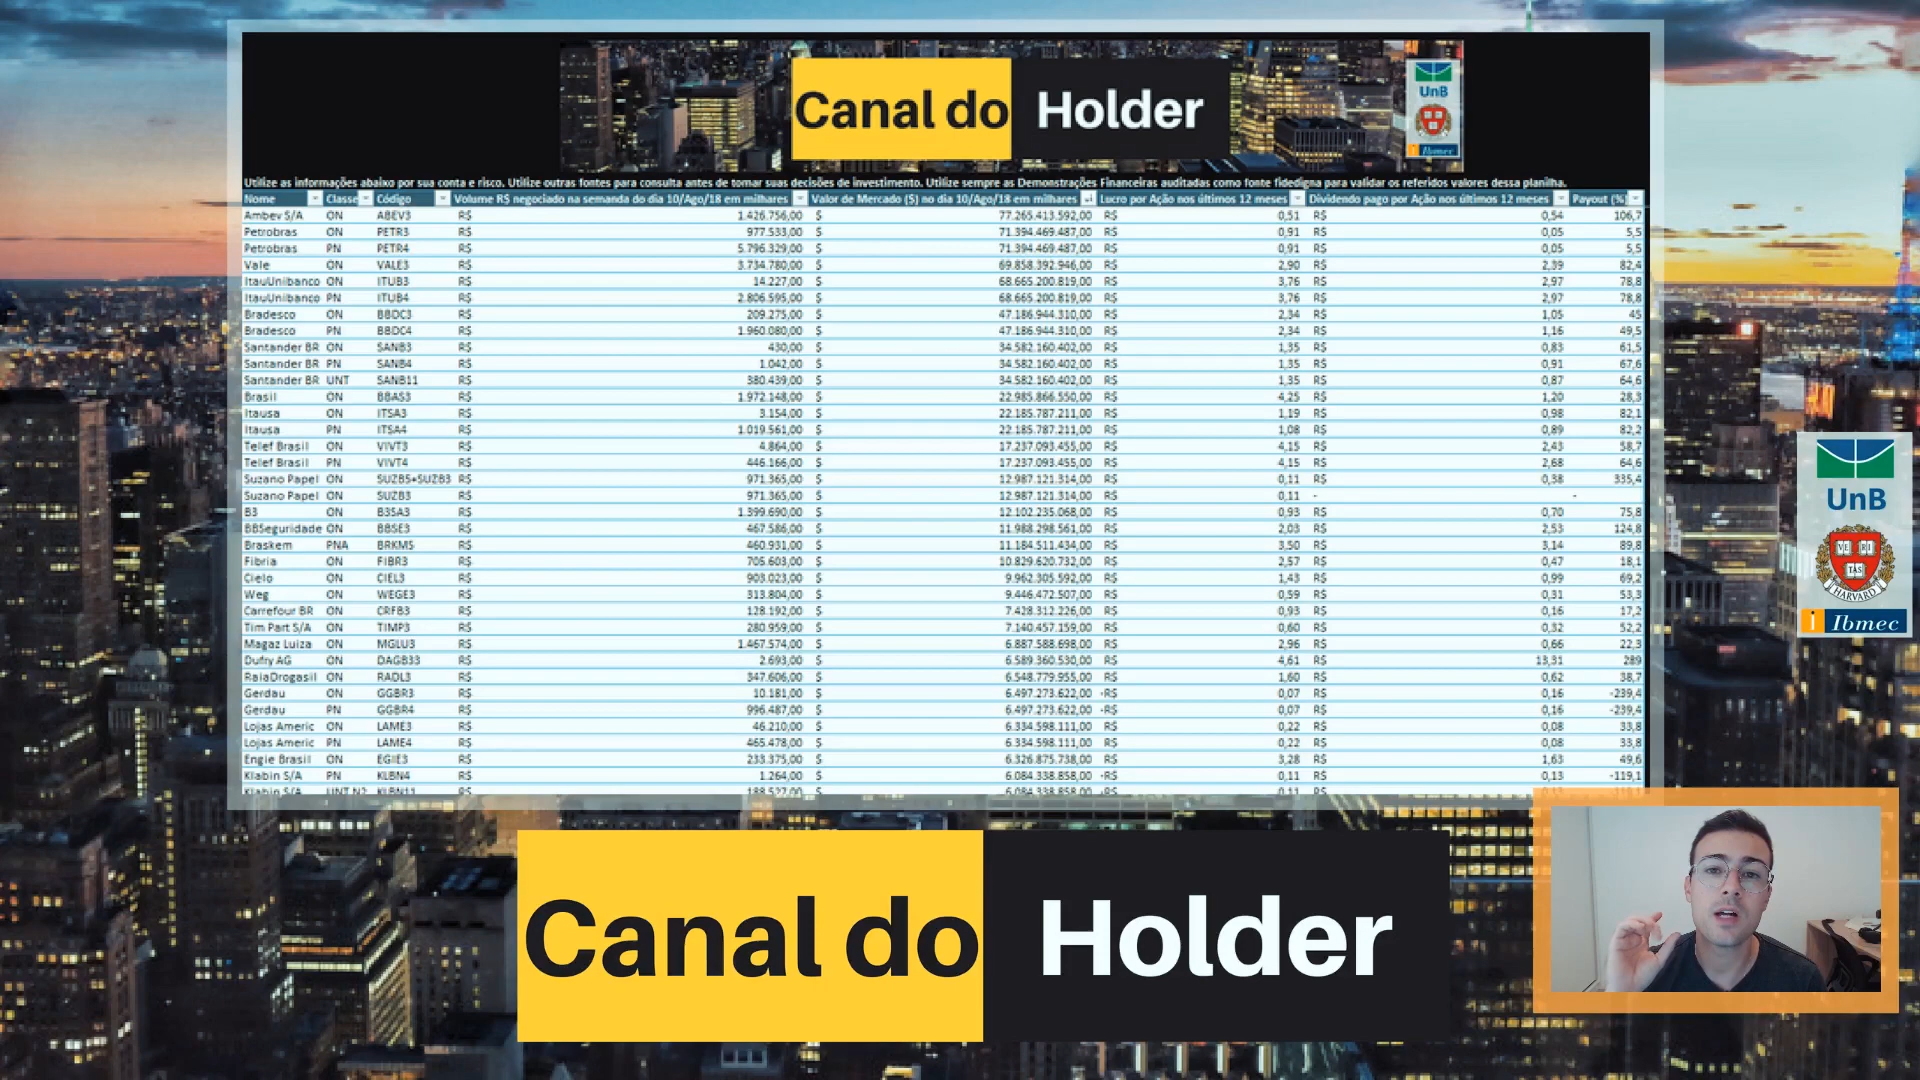 Canal do Holder
UnB
Ibmec
Utilize as informações abaixo por sua conta e risco. Utilize outras fontes para consulta antes de tomar suas decisões de investimento. Utilize sempre as Demonstrações Financeiras auditadas como fonte fidedigna para validar os referidos valores dessa planilha.
Nome Classe Código Volume R$ negociado na semanda do dia 10/Ago/18 em milhares Valor de Mercado ($) no dia 10/Ago/18 em milhares Lucro por Ação nos últimos 12 meses Dividendo pago por Ação nos últimos 12 meses Payout (%)
Ambev S/A ON ABEV3 R$ 1.426.756,00 $ 77.265.413.592,00 R$ 0,51 R$ 0,54 106,7
Petrobras ON PETR3 R$ 977.533,00 $ 71.394.469.487,00 R$ 0,91 R$ 0,05 5,5
Petrobras PN PETR4 R$ 5.796.329,00 $ 71.394.469.487,00 R$ 0,91 R$ 0,05 5,5
Vale ON VALE3 R$ 3.734.780,00 $ 69.858.392.946,00 R$ 2,90 R$ 2,39 82,4
ItauUnibanco ON ITUB3 R$ 14.227,00 $ 68.665.200.819,00 R$ 3,76 R$ 2,97 78,8
ItauUnibanco PN ITUB4 R$ 2.806.595,00 $ 68.665.200.819,00 R$ 3,76 R$ 2,97 78,8
Bradesco ON BBDC3 R$ 209.275,00 $ 47.186.944.310,00 R$ 2,34 R$ 1,05 45
Bradesco PN BBDC4 R$ 1.960.080,00 $ 47.186.944.310,00 R$ 2,34 R$ 1,16 49,5
Santander BR ON SANB3 R$ 430,00 $ 34.582.160.402,00 R$ 1,35 R$ 0,83 61,5
Santander BR PN SANB4 R$ 1.042,00 $ 34.582.160.402,00 R$ 1,35 R$ 0,91 67,6
Santander BR UNT SANB11 R$ 380.439,00 $ 34.582.160.402,00 R$ 1,35 R$ 0,87 64,6
Brasil ON BBAS3 R$ 1.972.148,00 $ 22.985.866.550,00 R$ 4,25 R$ 1,20 28,3
Itausa ON ITSA3 R$ 3.154,00 $ 22.185.787.211,00 R$ 1,19 R$ 0,98 82,1
Itausa PN ITSA4 R$ 1.019.561,00 $ 22.185.787.211,00 R$ 1,08 R$ 0,89 82,2
Telef Brasil ON VIVT3 R$ 4.864,00 $ 17.237.093.455,00 R$ 4,15 R$ 2,43 58,7
Telef Brasil PN VIVT4 R$ 446.166,00 $ 17.237.093.455,00 R$ 4,15 R$ 2,68 64,6
Suzano Papel ON SUZB5+SUZB3 R$ 971.365,00 $ 12.987.121.314,00 R$ 0,11 R$ 0,38 335,4
Suzano Papel ON SUZB3 R$ 971.365,00 $ 12.987.121.314,00 R$ 0,11 - -
B3 ON B3SA3 R$ 1.399.690,00 $ 12.102.235.068,00 R$ 0,93 R$ 0,70 75,8
BBSeguridade ON BBSE3 R$ 467.586,00 $ 11.988.298.561,00 R$ 2,03 R$ 2,53 124,8
Braskem PNA BRKM5 R$ 460.931,00 $ 11.184.511.434,00 R$ 3,50 R$ 3,14 89,8
Fibria ON FIBR3 R$ 705.603,00 $ 10.829.620.732,00 R$ 2,57 R$ 0,47 18,1
Cielo ON CIEL3 R$ 903.023,00 $ 9.962.305.592,00 R$ 1,43 R$ 0,99 69,2
Weg ON WEGE3 R$ 313.804,00 $ 9.446.472.507,00 R$ 0,59 R$ 0,31 53,3
Carrefour BR ON CRFB3 R$ 128.192,00 $ 7.428.312.226,00 R$ 0,93 R$ 0,16 17,2
Tim Part S/A ON TIMP3 R$ 280.959,00 $ 7.140.457.159,00 R$ 0,60 R$ 0,32 52,2
Magaz Luiza ON MGLU3 R$ 1.467.574,00 $ 6.887.588.698,00 R$ 2,96 R$ 0,66 22,3
Dufry AG ON DAGB33 R$ 2.693,00 $ 6.589.360.530,00 R$ 4,61 R$ 13,31 289
RaiaDrogasil ON RADL3 R$ 347.606,00 $ 6.548.779.955,00 R$ 1,60 R$ 0,62 38,7
Gerdau ON GGBR3 R$ 10.181,00 $ 6.497.273.622,00 -R$ 0,07 R$ 0,16 -239,4
Gerdau PN GGBR4 R$ 996.487,00 $ 6.497.273.622,00 -R$ 0,07 R$ 0,16 -239,4
Lojas Americ ON LAME3 R$ 46.210,00 $ 6.334.598.111,00 R$ 0,22 R$ 0,08 33,8
Lojas Americ PN LAME4 R$ 465.478,00 $ 6.334.598.111,00 R$ 0,22 R$ 0,08 33,8
Engie Brasil ON EGIE3 R$ 233.375,00 $ 6.326.875.738,00 R$ 3,28 R$ 1,63 49,6
Klabin S/A PN KLBN4 R$ 1.264,00 $ 6.084.338.858,00 -R$ 0,11 R$ 0,13 -119,1
Klabin S/A UNT N2 KLBN11 R$ 188.527,00 $ 6.084.338.858,00 -R$ 0,11
UnB
VE RI TAS
HARVARD
Ibmec
Canal do Holder